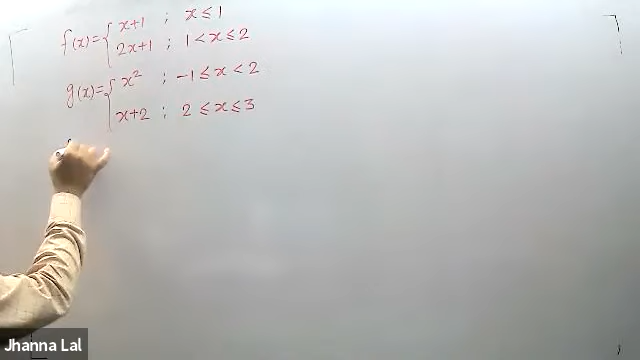 f(x)={ x+1 ; x≤1
2x+1 ; 1<x≤2
g(x)={ x² ; -1≤x<2
x+2 ; 2≤x≤3
Jhanna Lal